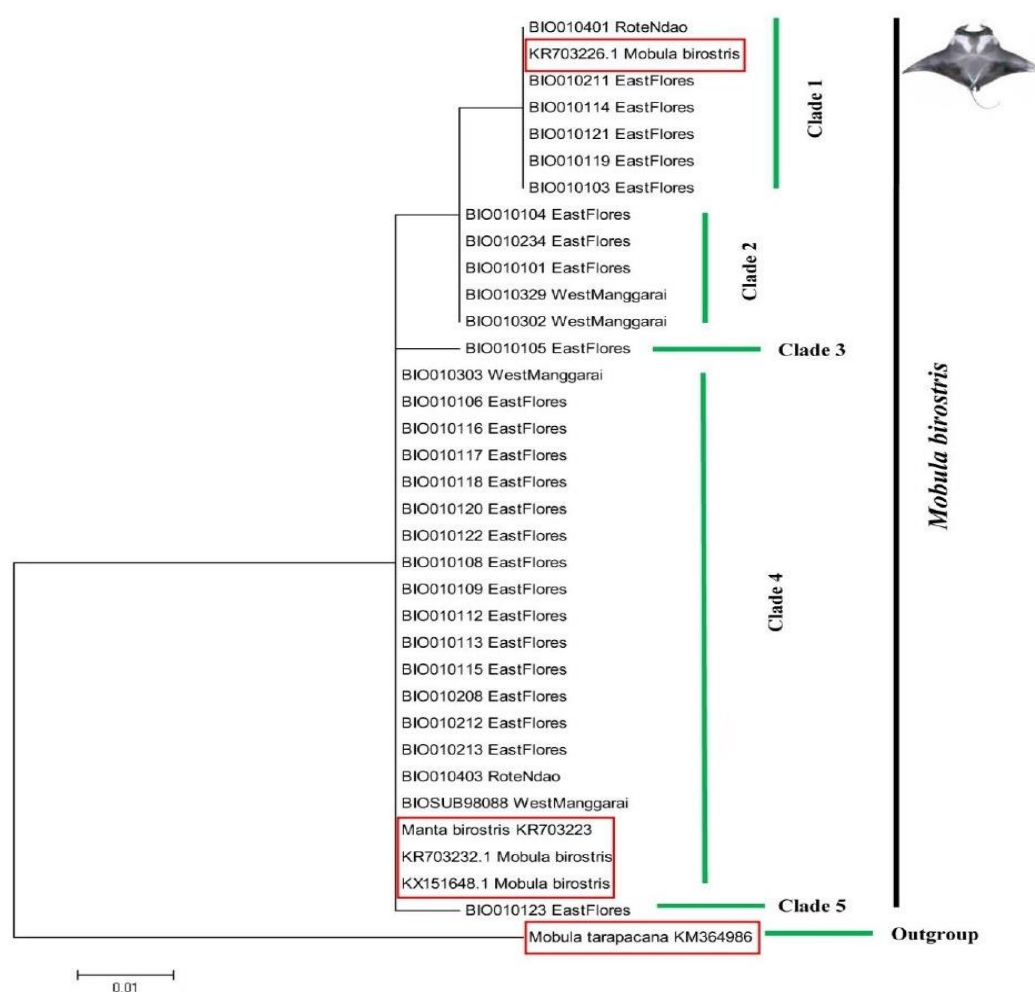 BIO010401 RoteNdao
KR703226.1 Mobula birostris
BIO010211 EastFlores
BIO010114 EastFlores
BIO010121 EastFlores
BIO010119 EastFlores
BIO010103 EastFlores
Clade 1
BIO010104 EastFlores
BIO010234 EastFlores
BIO010101 EastFlores
BIO010329 WestManggarai
BIO010302 WestManggarai
Clade 2
BIO010105 EastFlores
Clade 3
BIO010303 WestManggarai
BIO010106 EastFlores
BIO010116 EastFlores
BIO010117 EastFlores
BIO010118 EastFlores
BIO010120 EastFlores
BIO010122 EastFlores
BIO010108 EastFlores
BIO010109 EastFlores
BIO010112 EastFlores
BIO010113 EastFlores
BIO010115 EastFlores
BIO010208 EastFlores
BIO010212 EastFlores
BIO010213 EastFlores
BIO010403 RoteNdao
BIOSUB98088 WestManggarai
Manta birostris KR703223
KR703232.1 Mobula birostris
KX151648.1 Mobula birostris
Clade 4
BIO010123 EastFlores
Clade 5
Mobula birostris
Mobula tarapacana KM364986
Outgroup
0.01